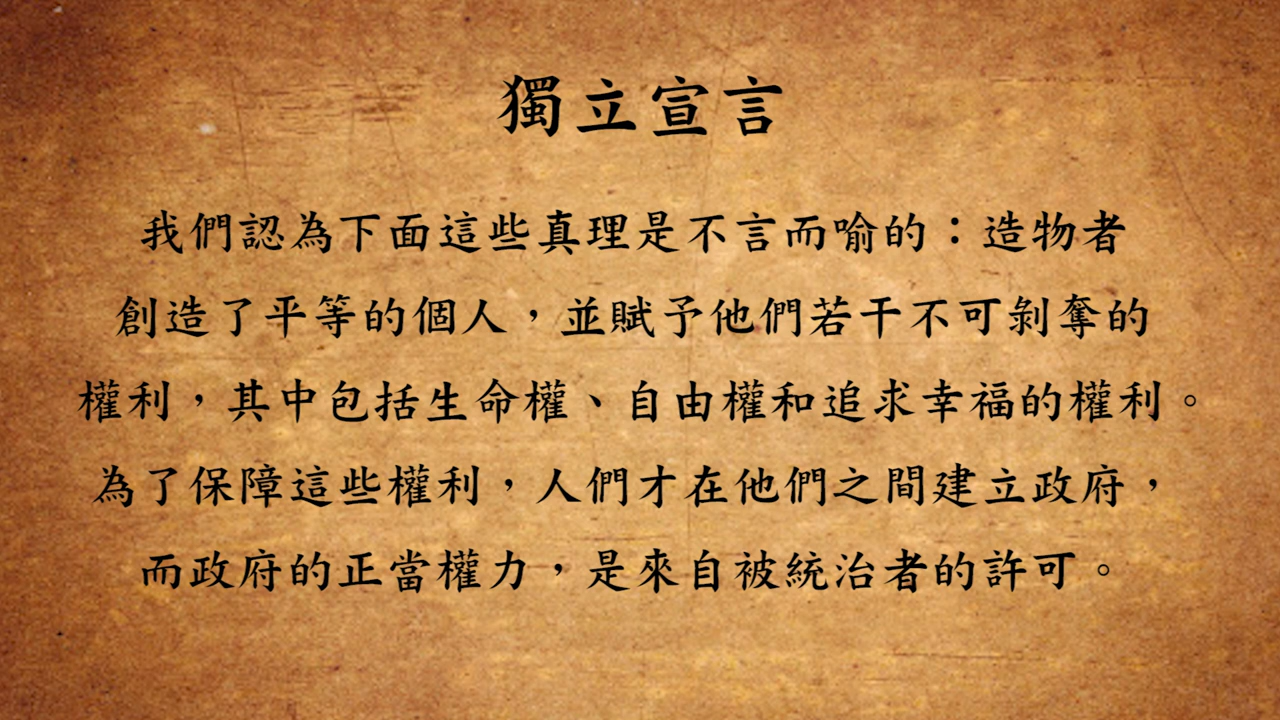 獨立宣言
我們認為下面這些真理是不言而喻的：造物者
創造了平等的個人，並賦予他們若干不可剝奪的
權利，其中包括生命權、自由權和追求幸福的權利。
為了保障這些權利，人們才在他們之間建立政府，
而政府的正當權力，是來自被統治者的許可。